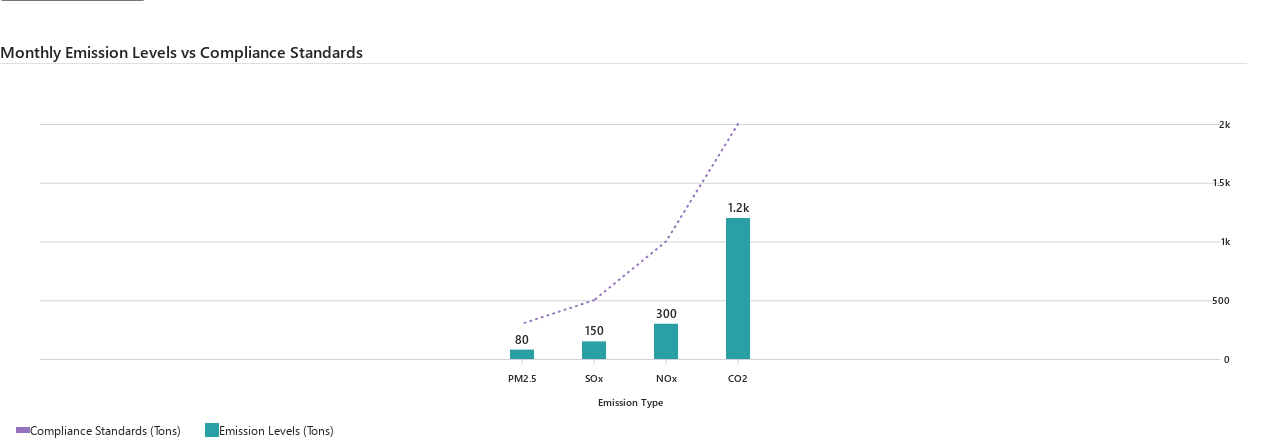 Monthly Emission Levels vs Compliance Standards
2k
1.5k
1.2k
1k
300
500
150
80
0
PM2.5 SOx NOx CO2
Emission Type
Compliance Standards (Tons) Emission Levels (Tons)